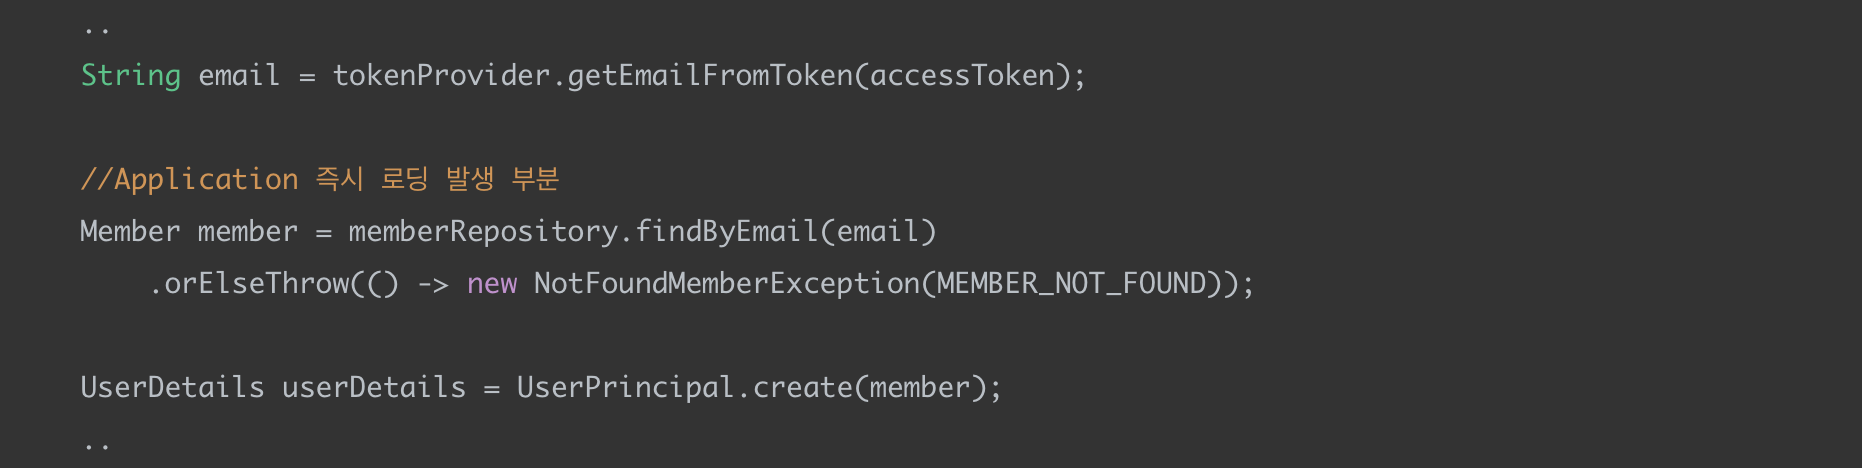 ..
String email = tokenProvider.getEmailFromToken(accessToken);
//Application 즉시 로딩 발생 부분
Member member = memberRepository.findByEmail(email)
.orElseThrow(() -> new NotFoundMemberException(MEMBER_NOT_FOUND));
UserDetails userDetails = UserPrincipal.create(member);
..